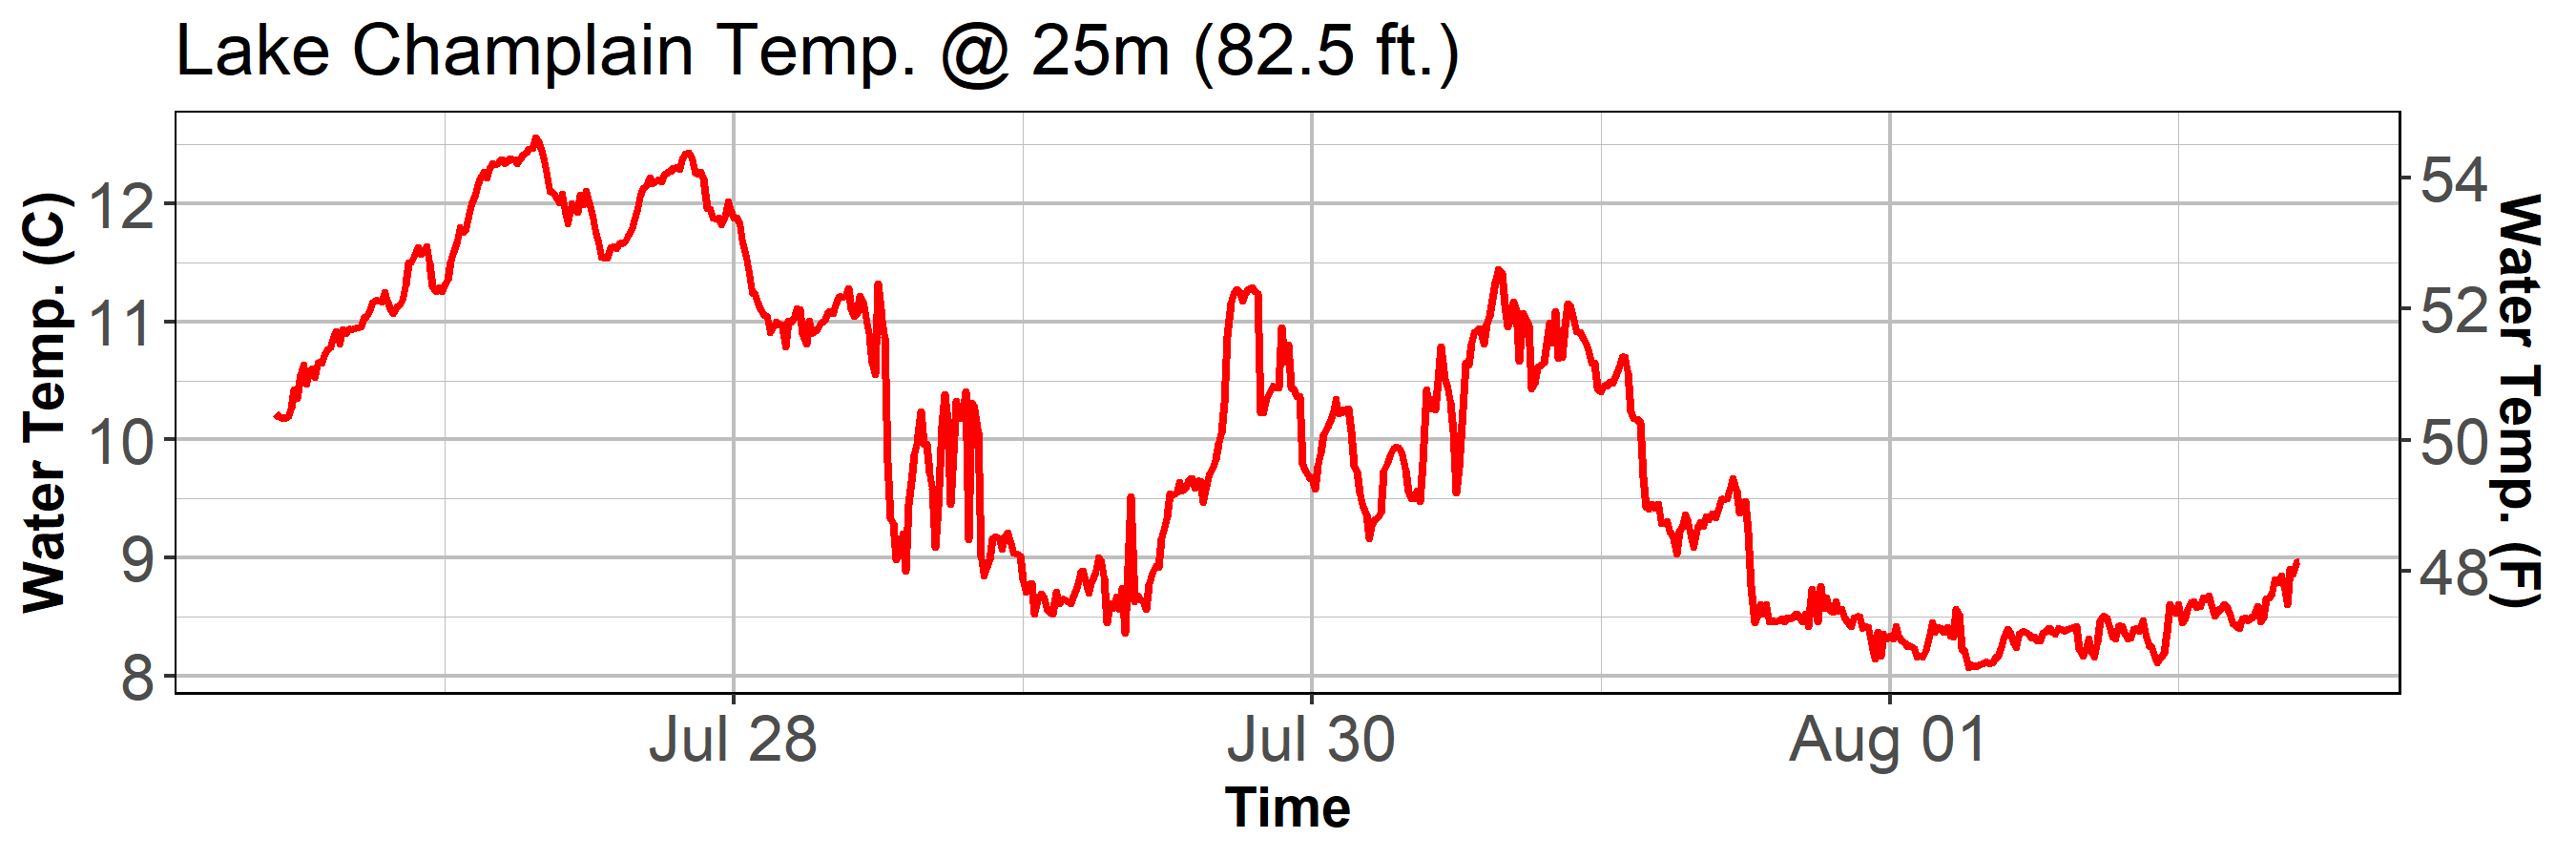 Lake Champlain Temp. @ 25m (82.5 ft.)
Water Temp. (C)
12
11
10
9
8
54
52
50
48
Water Temp. (F)
Jul 28 Jul 30 Aug 01
Time